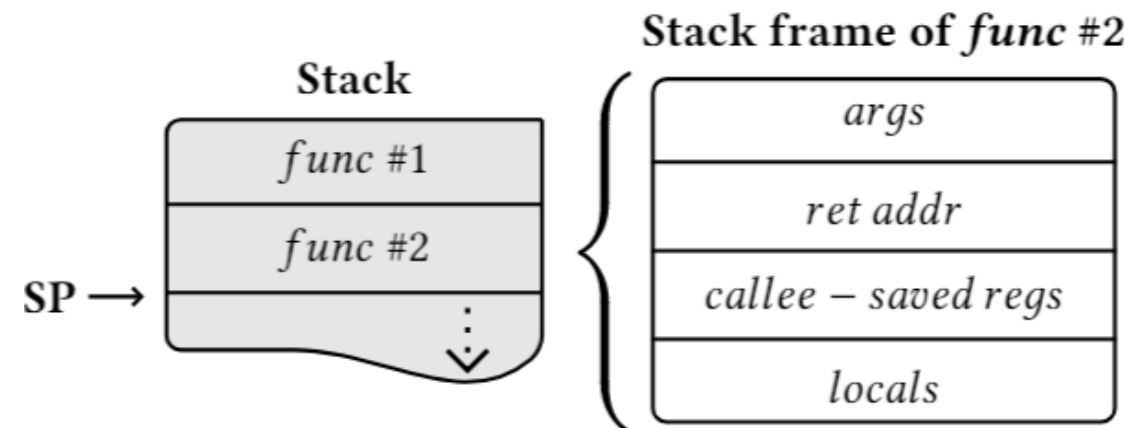 Stack
func #1
func #2
SP →
Stack frame of func #2
args
ret addr
callee – saved regs
locals